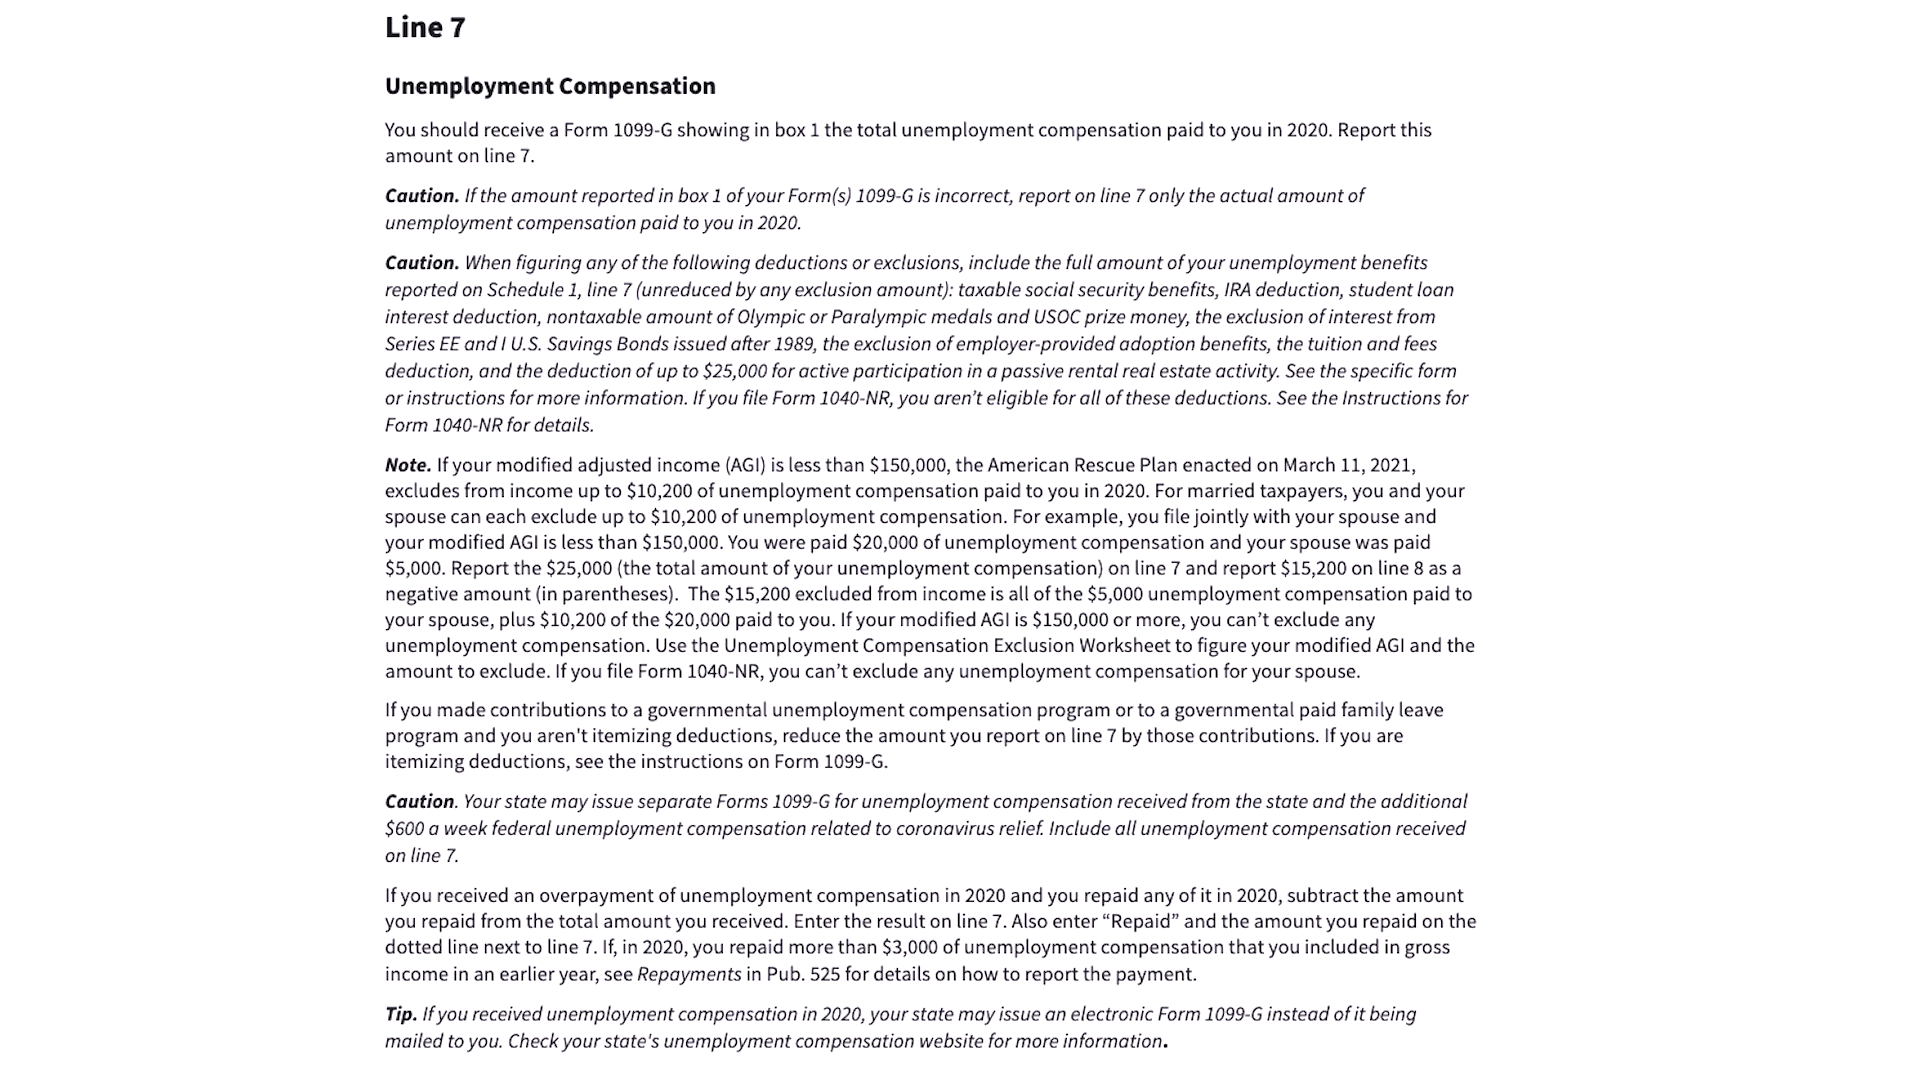 Line 7
Unemployment Compensation
You should receive a Form 1099-G showing in box 1 the total unemployment compensation paid to you in 2020. Report this
amount on line 7.
Caution. If the amount reported in box 1 of your Form(s) 1099-G is incorrect, report on line 7 only the actual amount of
unemployment compensation paid to you in 2020.
Caution. When figuring any of the following deductions or exclusions, include the full amount of your unemployment benefits
reported on Schedule 1, line 7 (unreduced by any exclusion amount): taxable social security benefits, IRA deduction, student loan
interest deduction, nontaxable amount of Olympic or Paralympic medals and USOC prize money, the exclusion of interest from
Series EE and I U.S. Savings Bonds issued after 1989, the exclusion of employer-provided adoption benefits, the tuition and fees
deduction, and the deduction of up to $25,000 for active participation in a passive rental real estate activity. See the specific form
or instructions for more information. If you file Form 1040-NR, you aren’t eligible for all of these deductions. See the Instructions for
Form 1040-NR for details.
Note. If your modified adjusted income (AGI) is less than $150,000, the American Rescue Plan enacted on March 11, 2021,
excludes from income up to $10,200 of unemployment compensation paid to you in 2020. For married taxpayers, you and your
spouse can each exclude up to $10,200 of unemployment compensation. For example, you file jointly with your spouse and
your modified AGI is less than $150,000. You were paid $20,000 of unemployment compensation and your spouse was paid
$5,000. Report the $25,000 (the total amount of your unemployment compensation) on line 7 and report $15,200 on line 8 as a
negative amount (in parentheses).  The $15,200 excluded from income is all of the $5,000 unemployment compensation paid to
your spouse, plus $10,200 of the $20,000 paid to you. If your modified AGI is $150,000 or more, you can’t exclude any
unemployment compensation. Use the Unemployment Compensation Exclusion Worksheet to figure your modified AGI and the
amount to exclude. If you file Form 1040-NR, you can’t exclude any unemployment compensation for your spouse.
If you made contributions to a governmental unemployment compensation program or to a governmental paid family leave
program and you aren't itemizing deductions, reduce the amount you report on line 7 by those contributions. If you are
itemizing deductions, see the instructions on Form 1099-G.
Caution. Your state may issue separate Forms 1099-G for unemployment compensation received from the state and the additional
$600 a week federal unemployment compensation related to coronavirus relief. Include all unemployment compensation received
on line 7.
If you received an overpayment of unemployment compensation in 2020 and you repaid any of it in 2020, subtract the amount
you repaid from the total amount you received. Enter the result on line 7. Also enter “Repaid” and the amount you repaid on the
dotted line next to line 7. If, in 2020, you repaid more than $3,000 of unemployment compensation that you included in gross
income in an earlier year, see Repayments in Pub. 525 for details on how to report the payment.
Tip. If you received unemployment compensation in 2020, your state may issue an electronic Form 1099-G instead of it being
mailed to you. Check your state's unemployment compensation website for more information.